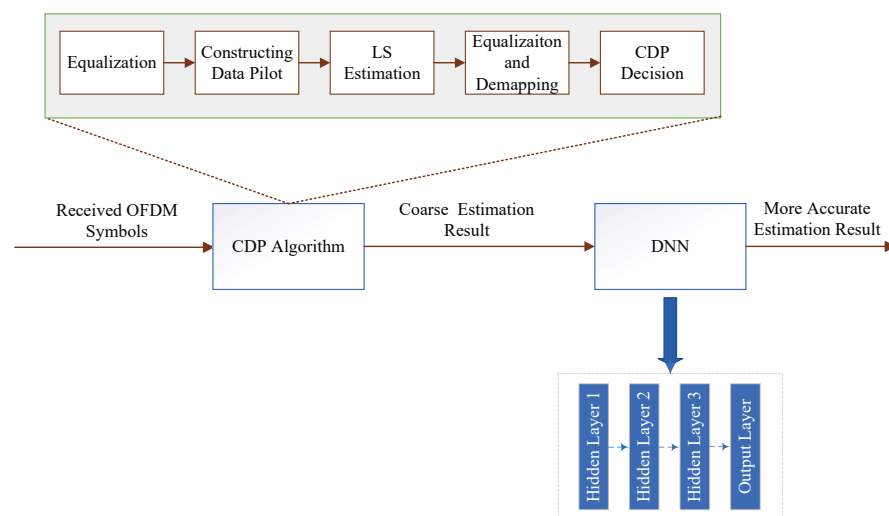 Equalization
Constructing
Data Pilot
LS
Estimation
Equalizaiton
and
Demapping
CDP
Decision
Received OFDM
Symbols
CDP Algorithm
Coarse Estimation
Result
DNN
More Accurate
Estimation Result
Hidden Layer 1
Hidden Layer 2
Hidden Layer 3
Output Layer